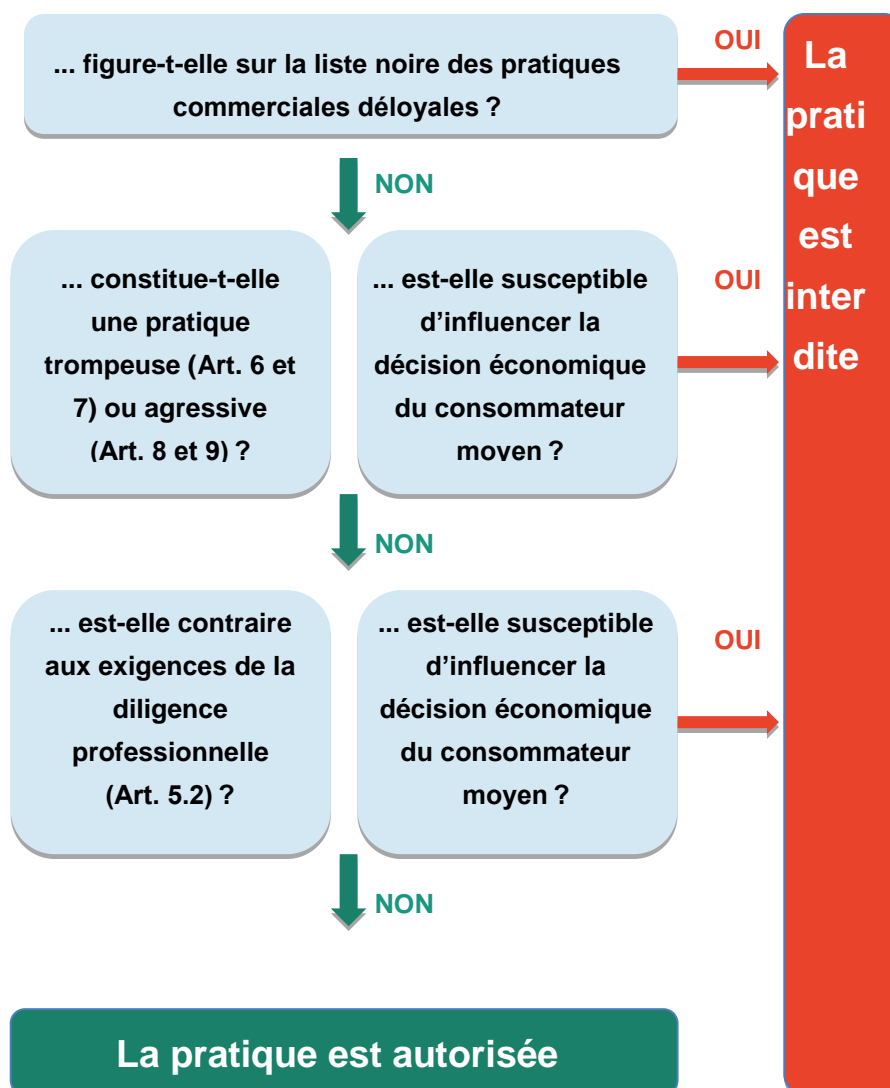 ... figure-t-elle sur la liste noire des pratiques
commerciales déloyales ?
OUI
NON
... constitue-t-elle
une pratique
trompeuse (Art. 6 et
7) ou agressive
(Art. 8 et 9) ?
... est-elle susceptible
d’influencer la
décision économique
du consommateur
moyen ?
OUI
NON
... est-elle contraire
aux exigences de la
diligence
professionnelle
(Art. 5.2) ?
... est-elle susceptible
d’influencer la
décision économique
du consommateur
moyen ?
OUI
NON
La pratique est autorisée
La
prati
que
est
inter
dite